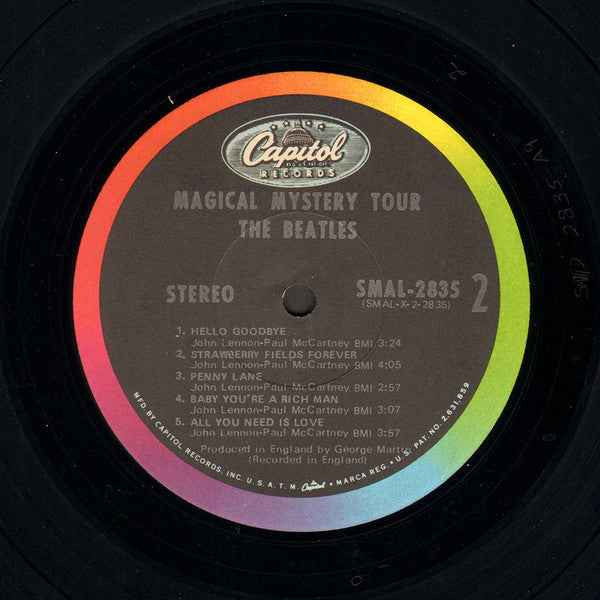 Capitol
RECORDS
MAGICAL MYSTERY TOUR
THE BEATLES
STEREO
SMAL-2835 2
(SMAL-X-2-2835)
1. HELLO GOODBYE
John Lennon-Paul McCartney BMI 3:24
2. STRAWBERRY FIELDS FOREVER
John Lennon-Paul McCartney BMI 4:05
3. PENNY LANE
John Lennon-Paul McCartney BMI 2:57
4. BABY YOU'RE A RICH MAN
John Lennon-Paul McCartney BMI 3:07
5. ALL YOU NEED IS LOVE
John Lennon-Paul McCartney BMI 3:57
Produced in England by George Martin
(Recorded in England)
MFD. BY CAPITOL RECORDS, INC. U.S.A. T.M. Capitol • MARCA REG. • U.S. PAT. NO. 2,631,859